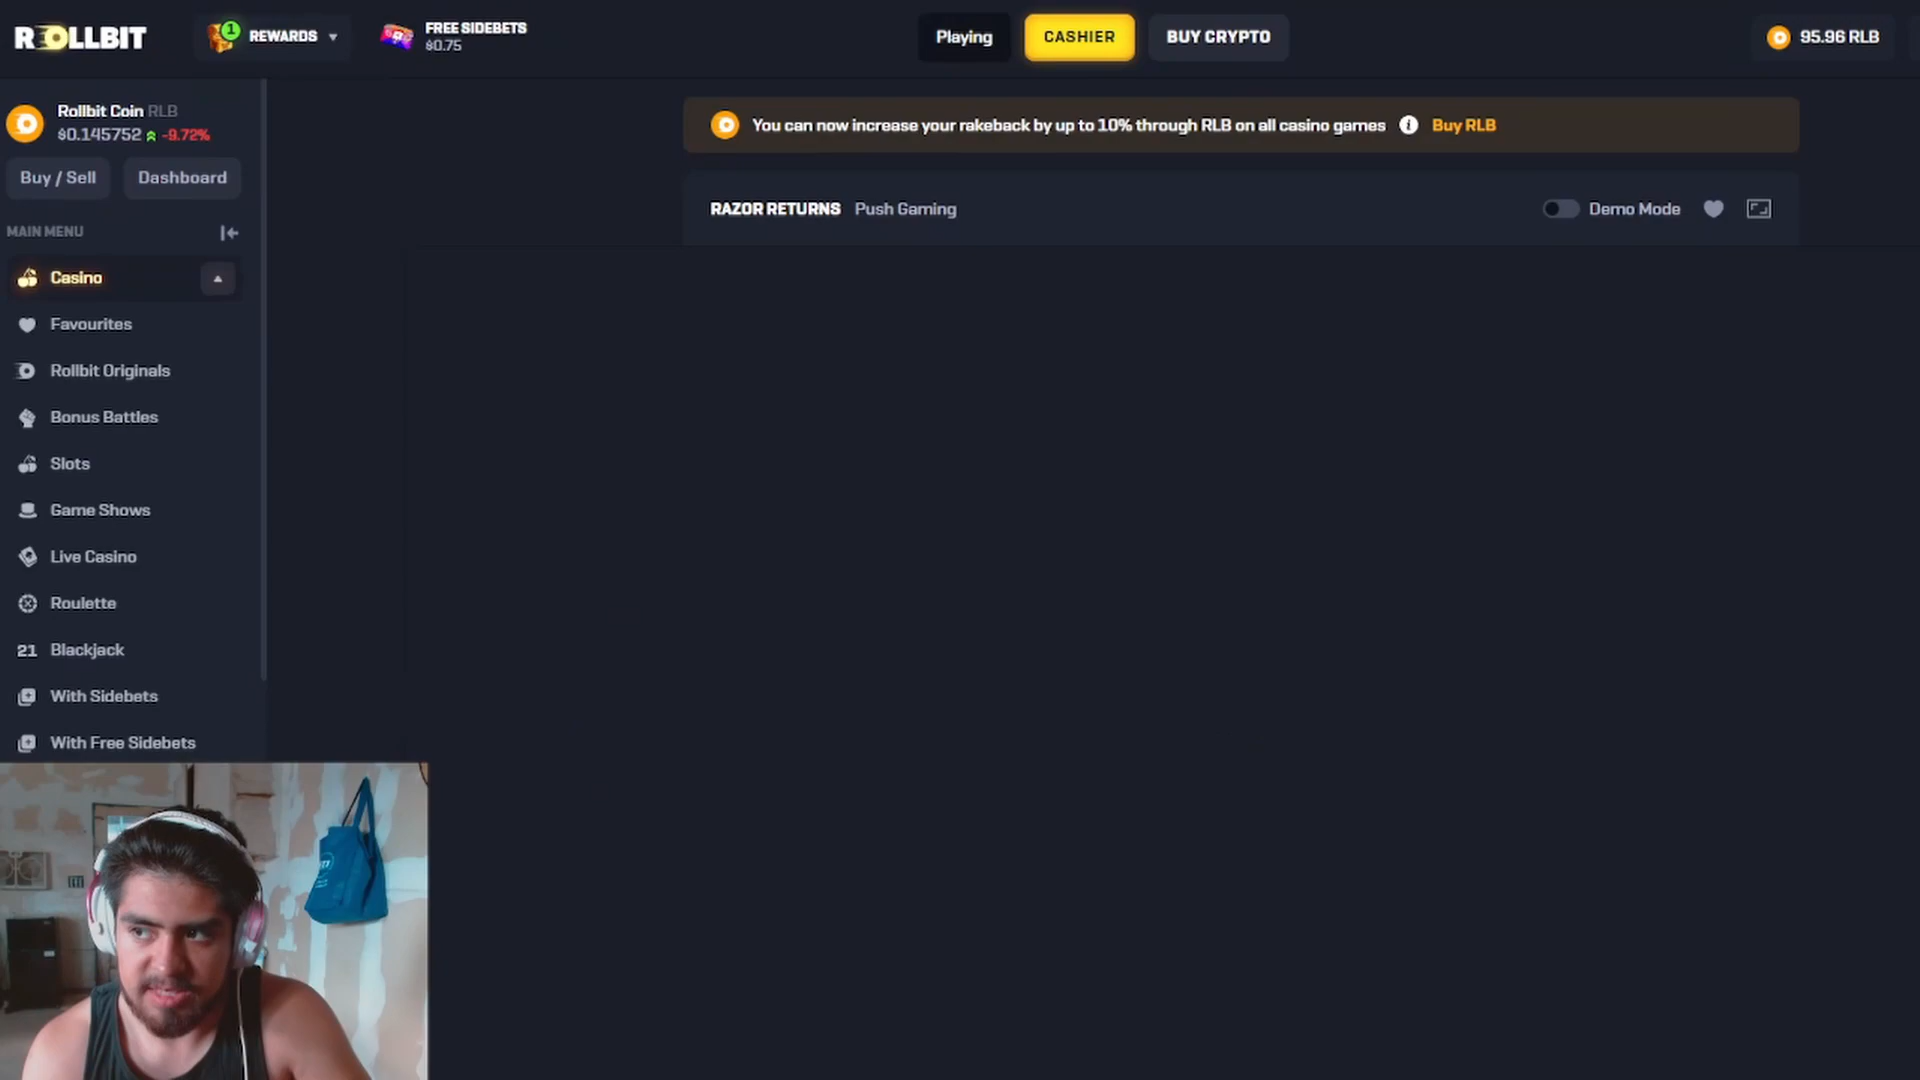 ROLLBIT
1
REWARDS
FREE SIDEBETS
$0.75
Playing
CASHIER
BUY CRYPTO
95.96 RLB
Rollbit Coin RLB
$0.145752 -9.72%
Buy / Sell
Dashboard
You can now increase your rakeback by up to 10% through RLB on all casino games
Buy RLB
RAZOR RETURNS Push Gaming
Demo Mode
MAIN MENU
Casino
Favourites
Rollbit Originals
Bonus Battles
Slots
Game Shows
Live Casino
Roulette
21 Blackjack
With Sidebets
With Free Sidebets